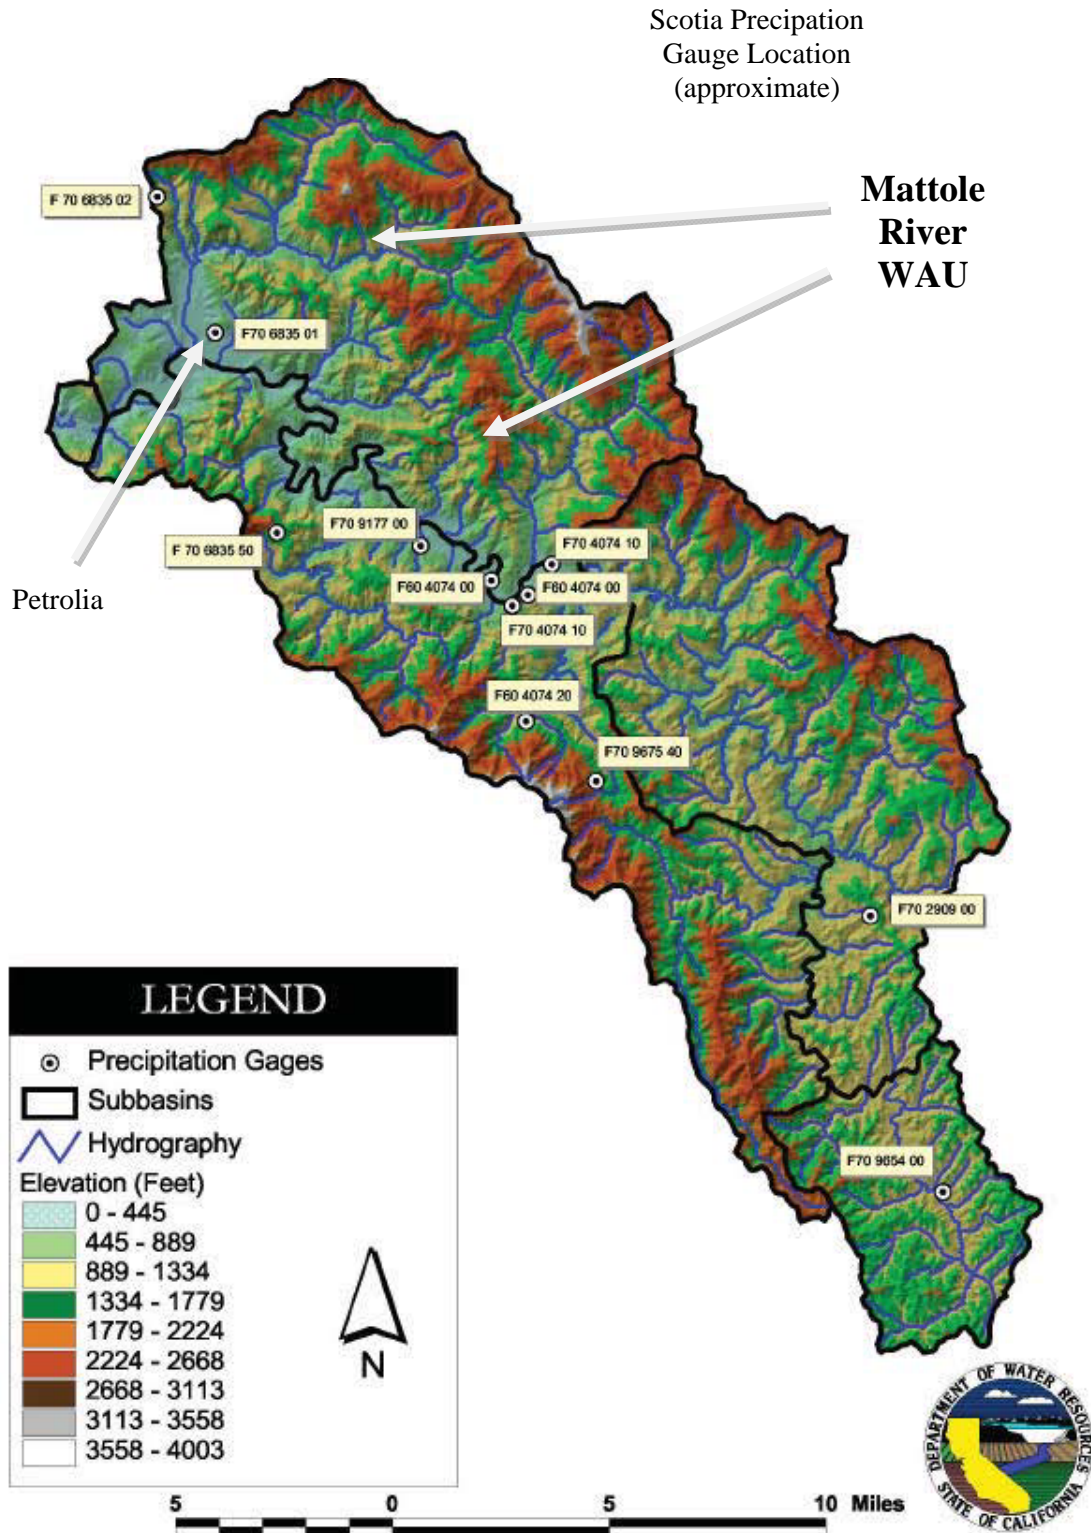 Scotia Precipation
Gauge Location
(approximate)
Mattole
River
WAU
F 70 6835 02
F70 6835 01
F70 9177 00
F 70 6835 50
F70 4074 10
F60 4074 00
F60 4074 00
F70 4074 10
Petrolia
F60 4074 20
F70 9675 40
F70 2909 00
F70 9654 00
LEGEND
Precipitation Gages
Subbasins
Hydrography
Elevation (Feet)
0 - 445
445 - 889
889 - 1334
1334 - 1779
1779 - 2224
2224 - 2668
2668 - 3113
3113 - 3558
3558 - 4003
N
5 0 5 10 Miles
DEPARTMENT OF WATER RESOURCES
STATE OF CALIFORNIA